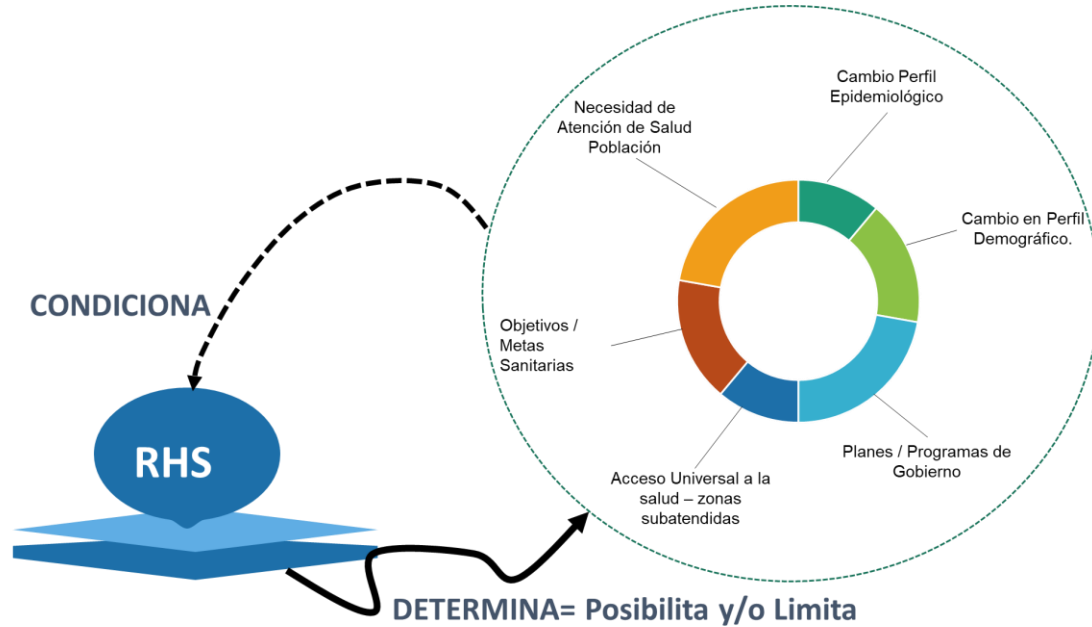 Cambio Perfil
Epidemiológico
Necesidad de
Atención de Salud
Población
Cambio en Perfil
Demográfico.
CONDICIONA
Objetivos /
Metas
Sanitarias
RHS
Planes / Programas de
Gobierno
Acceso Universal a la
salud – zonas
subatendidas
DETERMINA= Posibilita y/o Limita